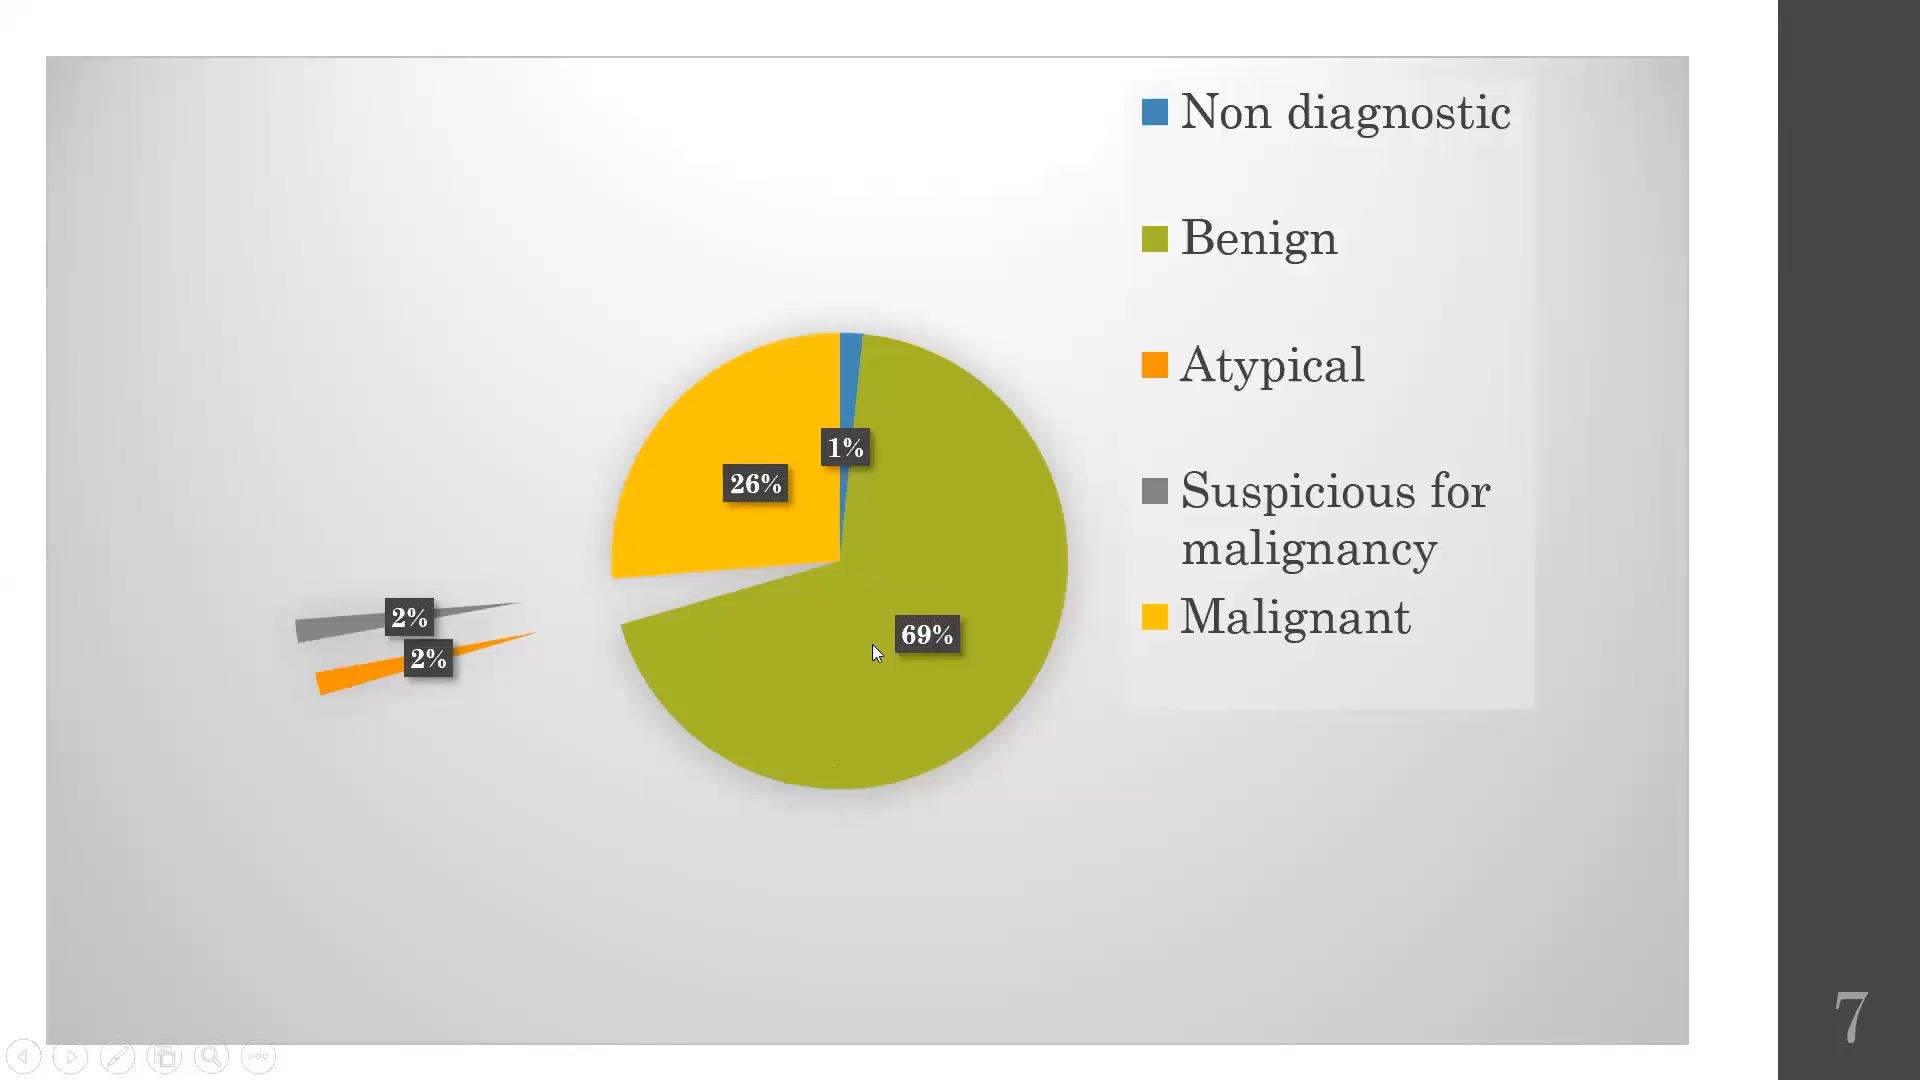 Non diagnostic
Benign
Atypical
Suspicious for
malignancy
Malignant
1%
26%
69%
2%
2%
7